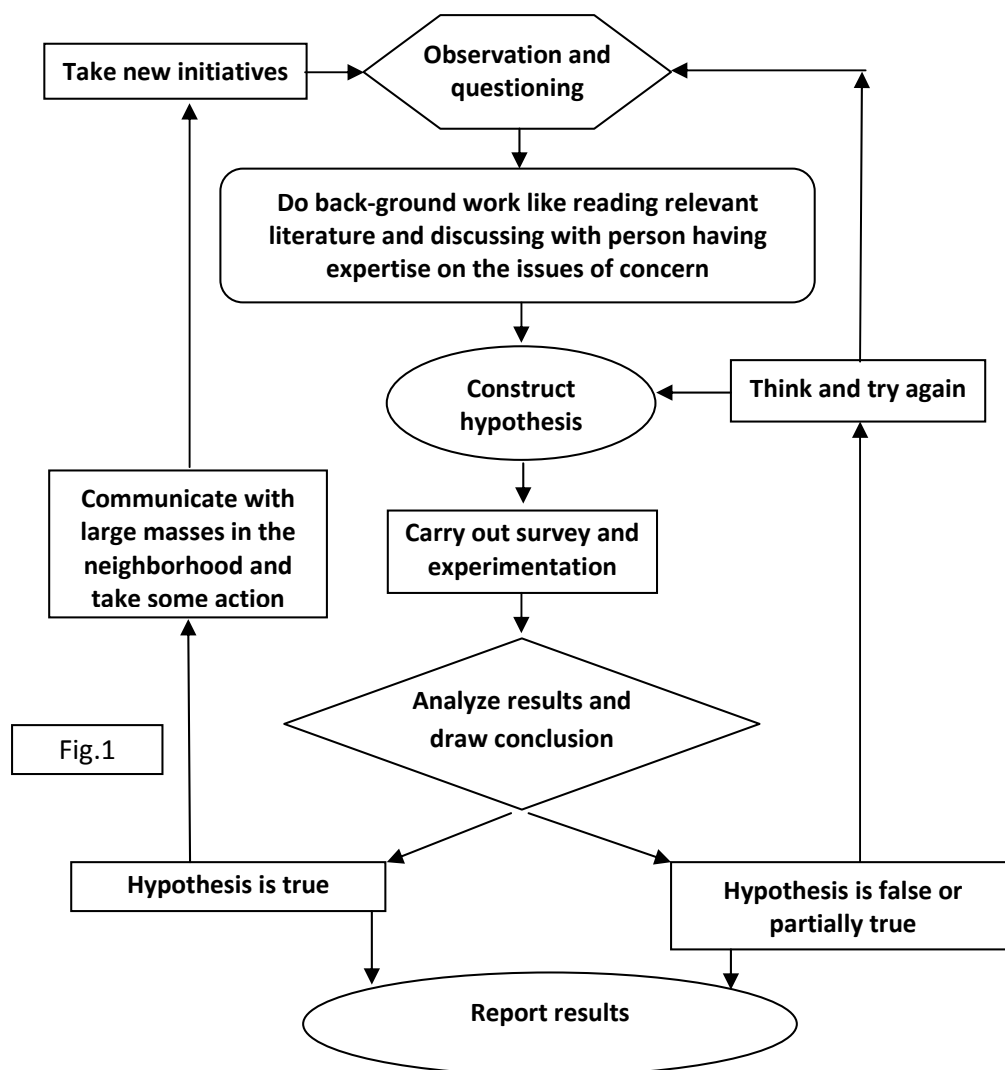 Take new initiatives
Observation and
questioning
Do back-ground work like reading relevant
literature and discussing with person having
expertise on the issues of concern
Construct
hypothesis
Think and try again
Communicate with
large masses in the
neighborhood and
take some action
Carry out survey and
experimentation
Analyze results and
draw conclusion
Fig.1
Hypothesis is true
Hypothesis is false or
partially true
Report results